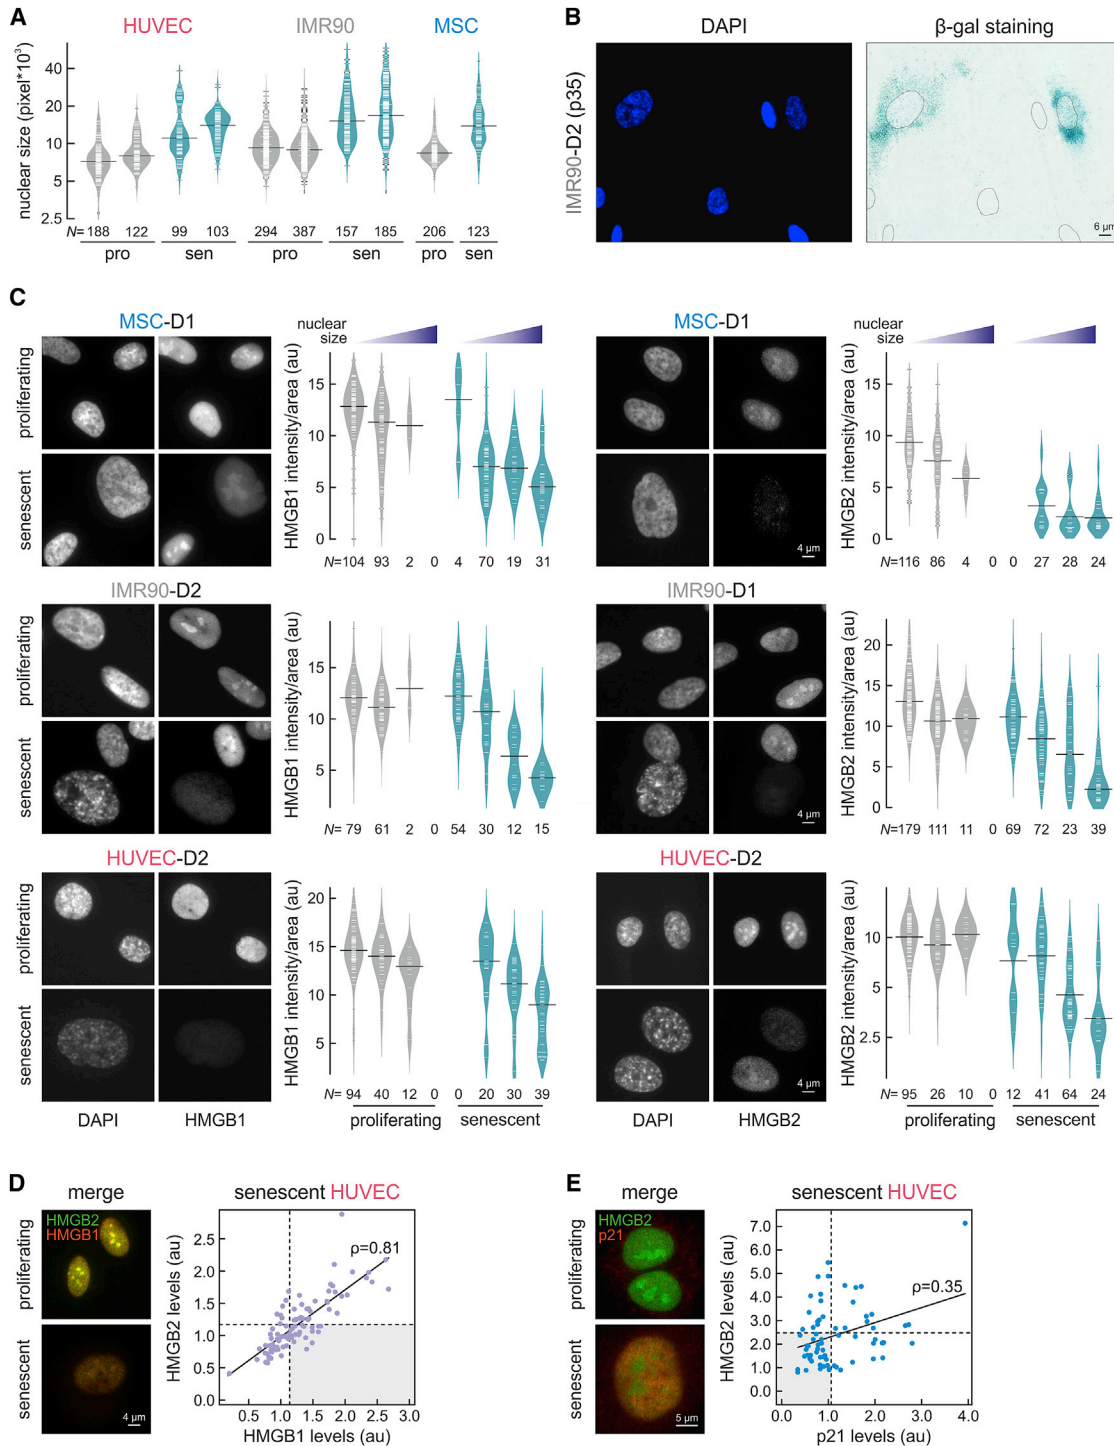 A
HUVEC IMR90 MSC
nuclear size (pixel*10³)
40
20
10
5
2.5
N= 188 122 99 103 294 387 157 185 206 123
pro sen pro sen pro sen
B
DAPI β-gal staining
IMR90-D2 (p35)
6 µm
C
MSC-D1
proliferating
senescent
nuclear size
HMGB1 intensity/area (au)
15
10
5
0
N=104 93 2 0 4 70 19 31
MSC-D1
4 µm
nuclear size
HMGB2 intensity/area (au)
15
10
5
0
N=116 86 4 0 0 27 28 24
IMR90-D2
proliferating
senescent
HMGB1 intensity/area (au)
15
10
5
N= 79 61 2 0 54 30 12 15
IMR90-D1
4 µm
HMGB2 intensity/area (au)
20
15
10
5
0
N=179 111 11 0 69 72 23 39
HUVEC-D2
proliferating
senescent
DAPI HMGB1
HMGB1 intensity/area (au)
20
15
10
5
N= 94 40 12 0 0 20 30 39
proliferating senescent
HUVEC-D2
4 µm
DAPI HMGB2
HMGB2 intensity/area (au)
10
5
2.5
N= 95 26 10 0 12 41 64 24
proliferating senescent
D
merge
proliferating
HMGB2
HMGB1
senescent
4 µm
senescent HUVEC
HMGB2 levels (au)
3.0
2.5
2.0
1.5
1.0
0.5
0.0
ρ=0.81
0.5 1.0 1.5 2.0 2.5 3.0
HMGB1 levels (au)
E
merge
proliferating
HMGB2
p21
senescent
5 µm
senescent HUVEC
HMGB2 levels (au)
7.0
6.0
5.0
4.0
3.0
2.0
1.0
0.0
ρ=0.35
0.0 1.0 2.0 3.0 4.0
p21 levels (au)